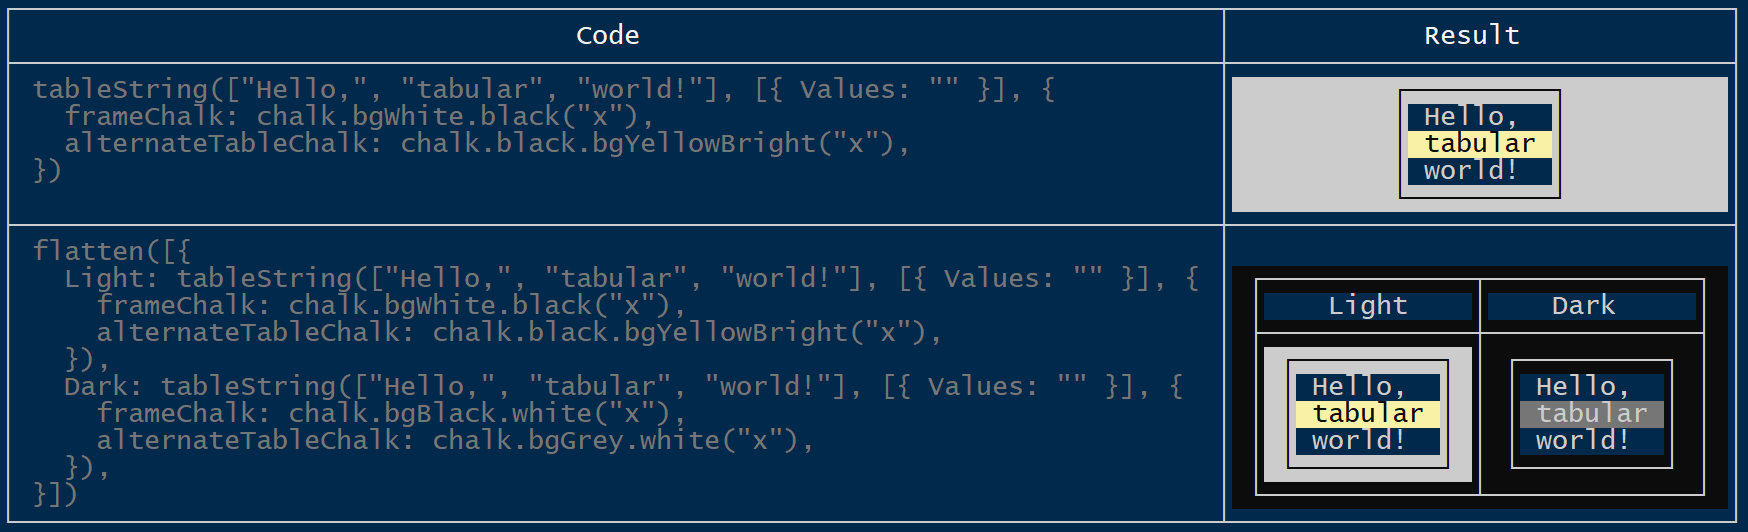 Code
Result
tableString(["Hello,", "tabular", "world!"], [{ Values: "" }], {
  frameChalk: chalk.bgWhite.black("x"),
  alternateTableChalk: chalk.black.bgYellowBright("x"),
})
Hello,
tabular
world!
flatten([{
  Light: tableString(["Hello,", "tabular", "world!"], [{ Values: "" }], {
    frameChalk: chalk.bgWhite.black("x"),
    alternateTableChalk: chalk.black.bgYellowBright("x"),
  }),
  Dark: tableString(["Hello,", "tabular", "world!"], [{ Values: "" }], {
    frameChalk: chalk.bgBlack.white("x"),
    alternateTableChalk: chalk.bgGrey.white("x"),
  }),
}])
Light
Dark
Hello,
tabular
world!
Hello,
tabular
world!